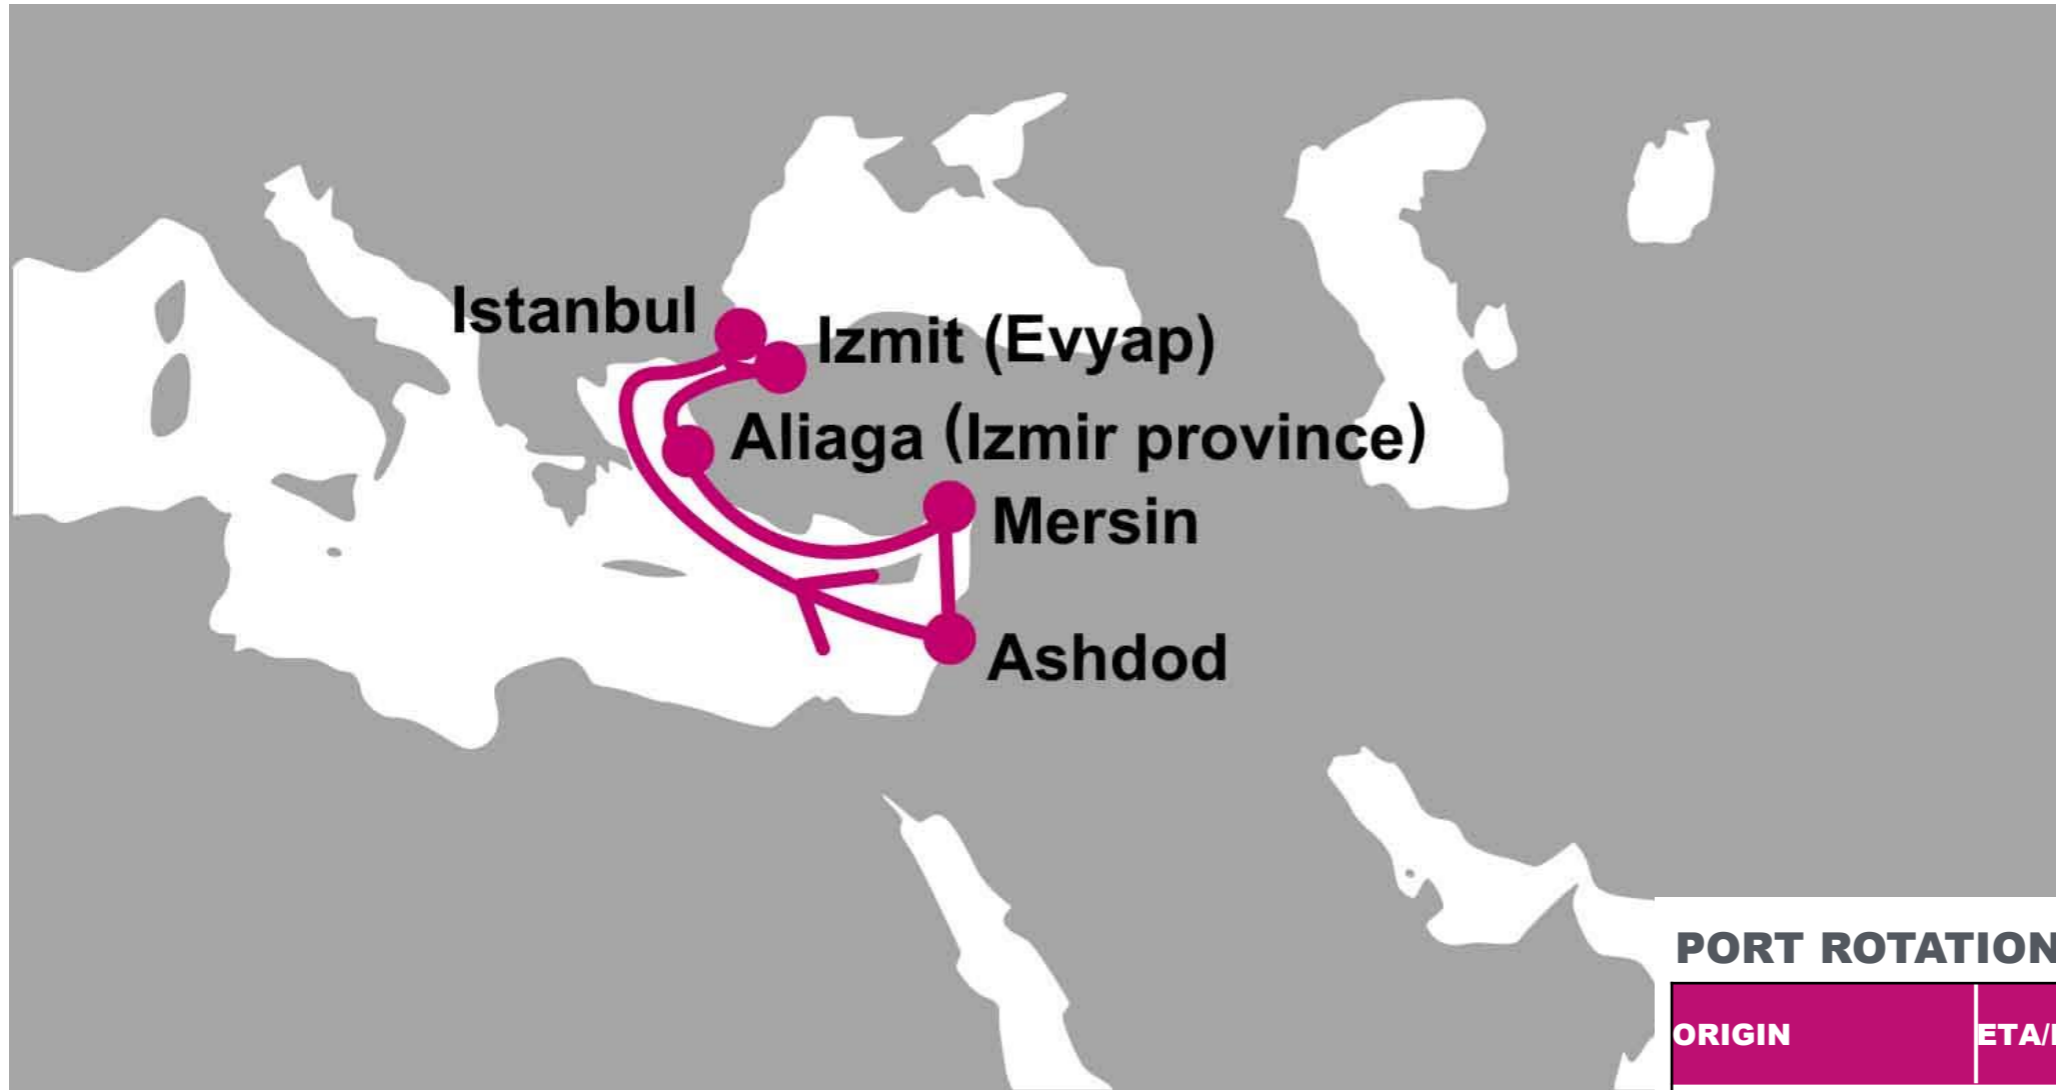 Istanbul
Izmit (Evyap)
Aliaga (Izmir province)
Mersin
Ashdod
PORT ROTATION
ORIGIN